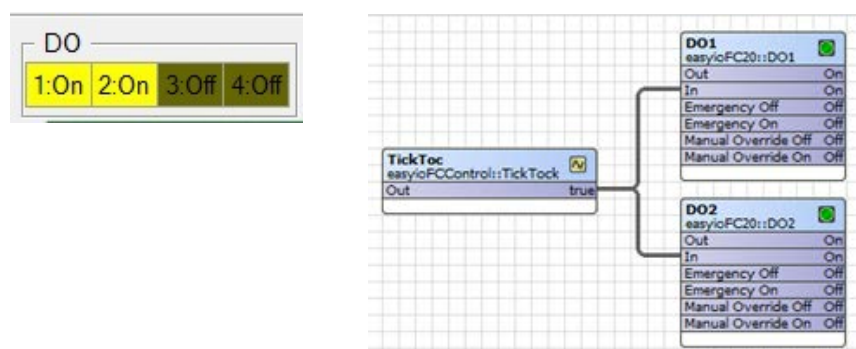 DO
1:On 2:On 3:Off 4:Off
TickToc
easyioFCControl::TickTock
Out true
DO1
easyioFC20::DO1
Out On
In On
Emergency Off Off
Emergency On Off
Manual Override Off Off
Manual Override On Off
DO2
easyioFC20::DO2
Out On
In On
Emergency Off Off
Emergency On Off
Manual Override Off Off
Manual Override On Off